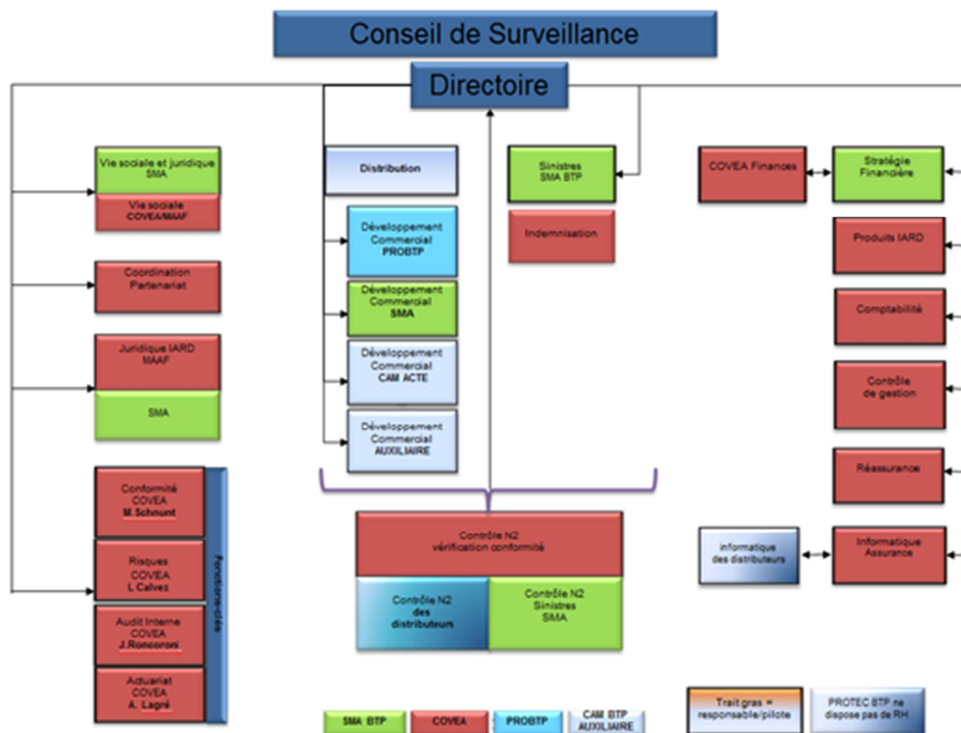 Conseil de Surveillance
Directoire
Vie sociale et juridique
SMA
Vie sociale
COVEA/MAAF
Coordination
Partenariat
Juridique IARD
MAAF
SMA
Conformité
COVEA
M.Schnunt
Risques
COVEA
L Calvez
Audit Interne
COVEA
J.Roncoroni
Actuariat
COVEA
A. Lagré
Fonctions-clés
Distribution
Développement
Commercial
PROBTP
Développement
Commercial
SMA
Développement
Commercial
CAM ACTE
Développement
Commercial
AUXILIAIRE
Sinistres
SMA BTP
Indemnisation
Contrôle N2
vérification conformité
Contrôle N2
des
distributeurs
Contrôle N2
Sinistres
SMA
COVEA Finances
Stratégie
Financière
Produits IARD
Comptabilité
Contrôle
de gestion
Réassurance
informatique
des distributeurs
Informatique
Assurance
SMA BTP
COVEA
PROBTP
CAM BTP
AUXILIAIRE
Trait gras =
responsable/pilote
PROTEC BTP ne
dispose pas de RH